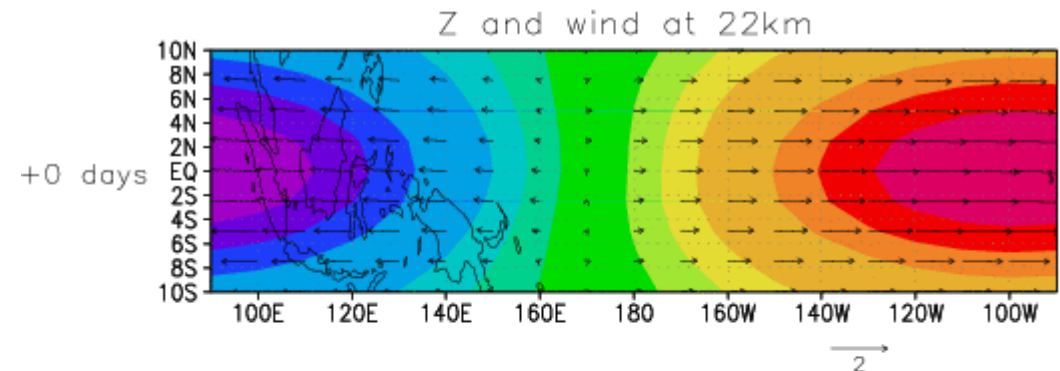 Z and wind at 22km
10N
8N
6N
4N
2N
+0 days
EQ
2S
4S
6S
8S
10S
100E 120E 140E 160E 180 160W 140W 120W 100W
2